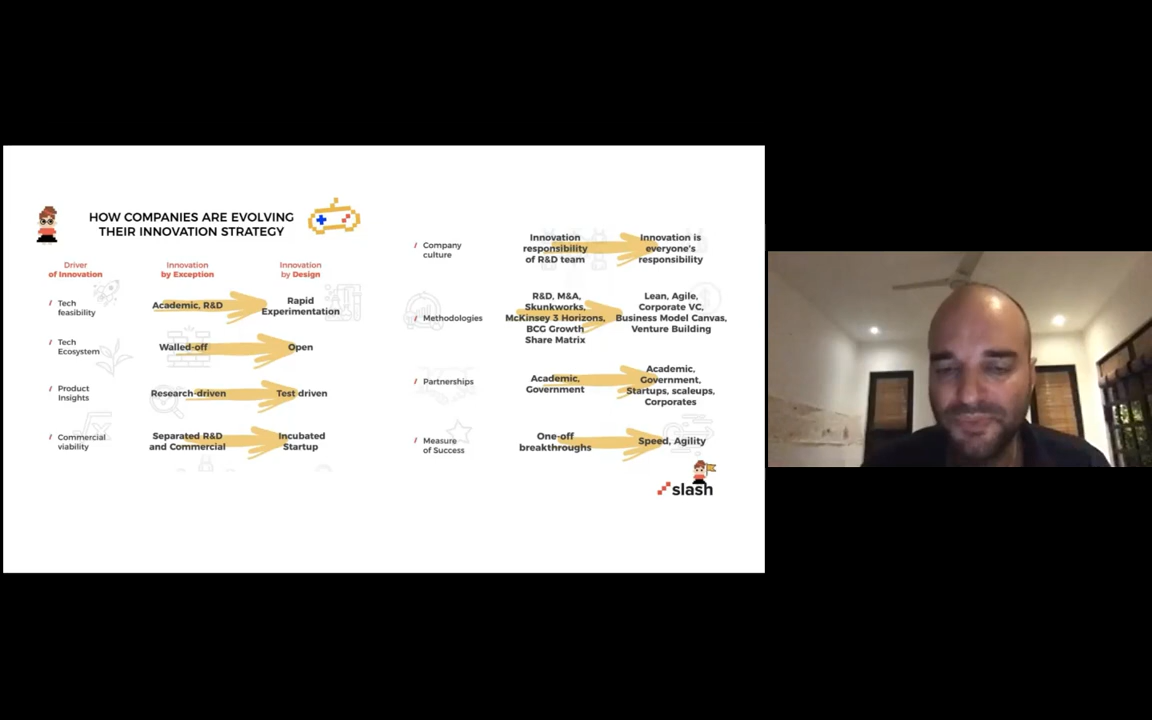 HOW COMPANIES ARE EVOLVING
THEIR INNOVATION STRATEGY
Driver
of Innovation
Innovation
by Exception
Innovation
by Design
/ Tech
feasibility
Academic, R&D
Rapid
Experimentation
/ Tech
Ecosystem
Walled-off
Open
/ Product
Insights
Research-driven
Test driven
/ Commercial
viability
Separated R&D
and Commercial
Incubated
Startup
/ Company
culture
Innovation
responsibility
of R&D team
Innovation is
everyone's
responsibility
/ Methodologies
R&D, M&A,
Skunkworks,
McKinsey 3 Horizons,
BCG Growth
Share Matrix
Lean, Agile,
Corporate VC,
Business Model Canvas,
Venture Building
/ Partnerships
Academic,
Government
Academic,
Government,
Startups, scaleups,
Corporates
/ Measure
of Success
One-off
breakthroughs
Speed, Agility
slash